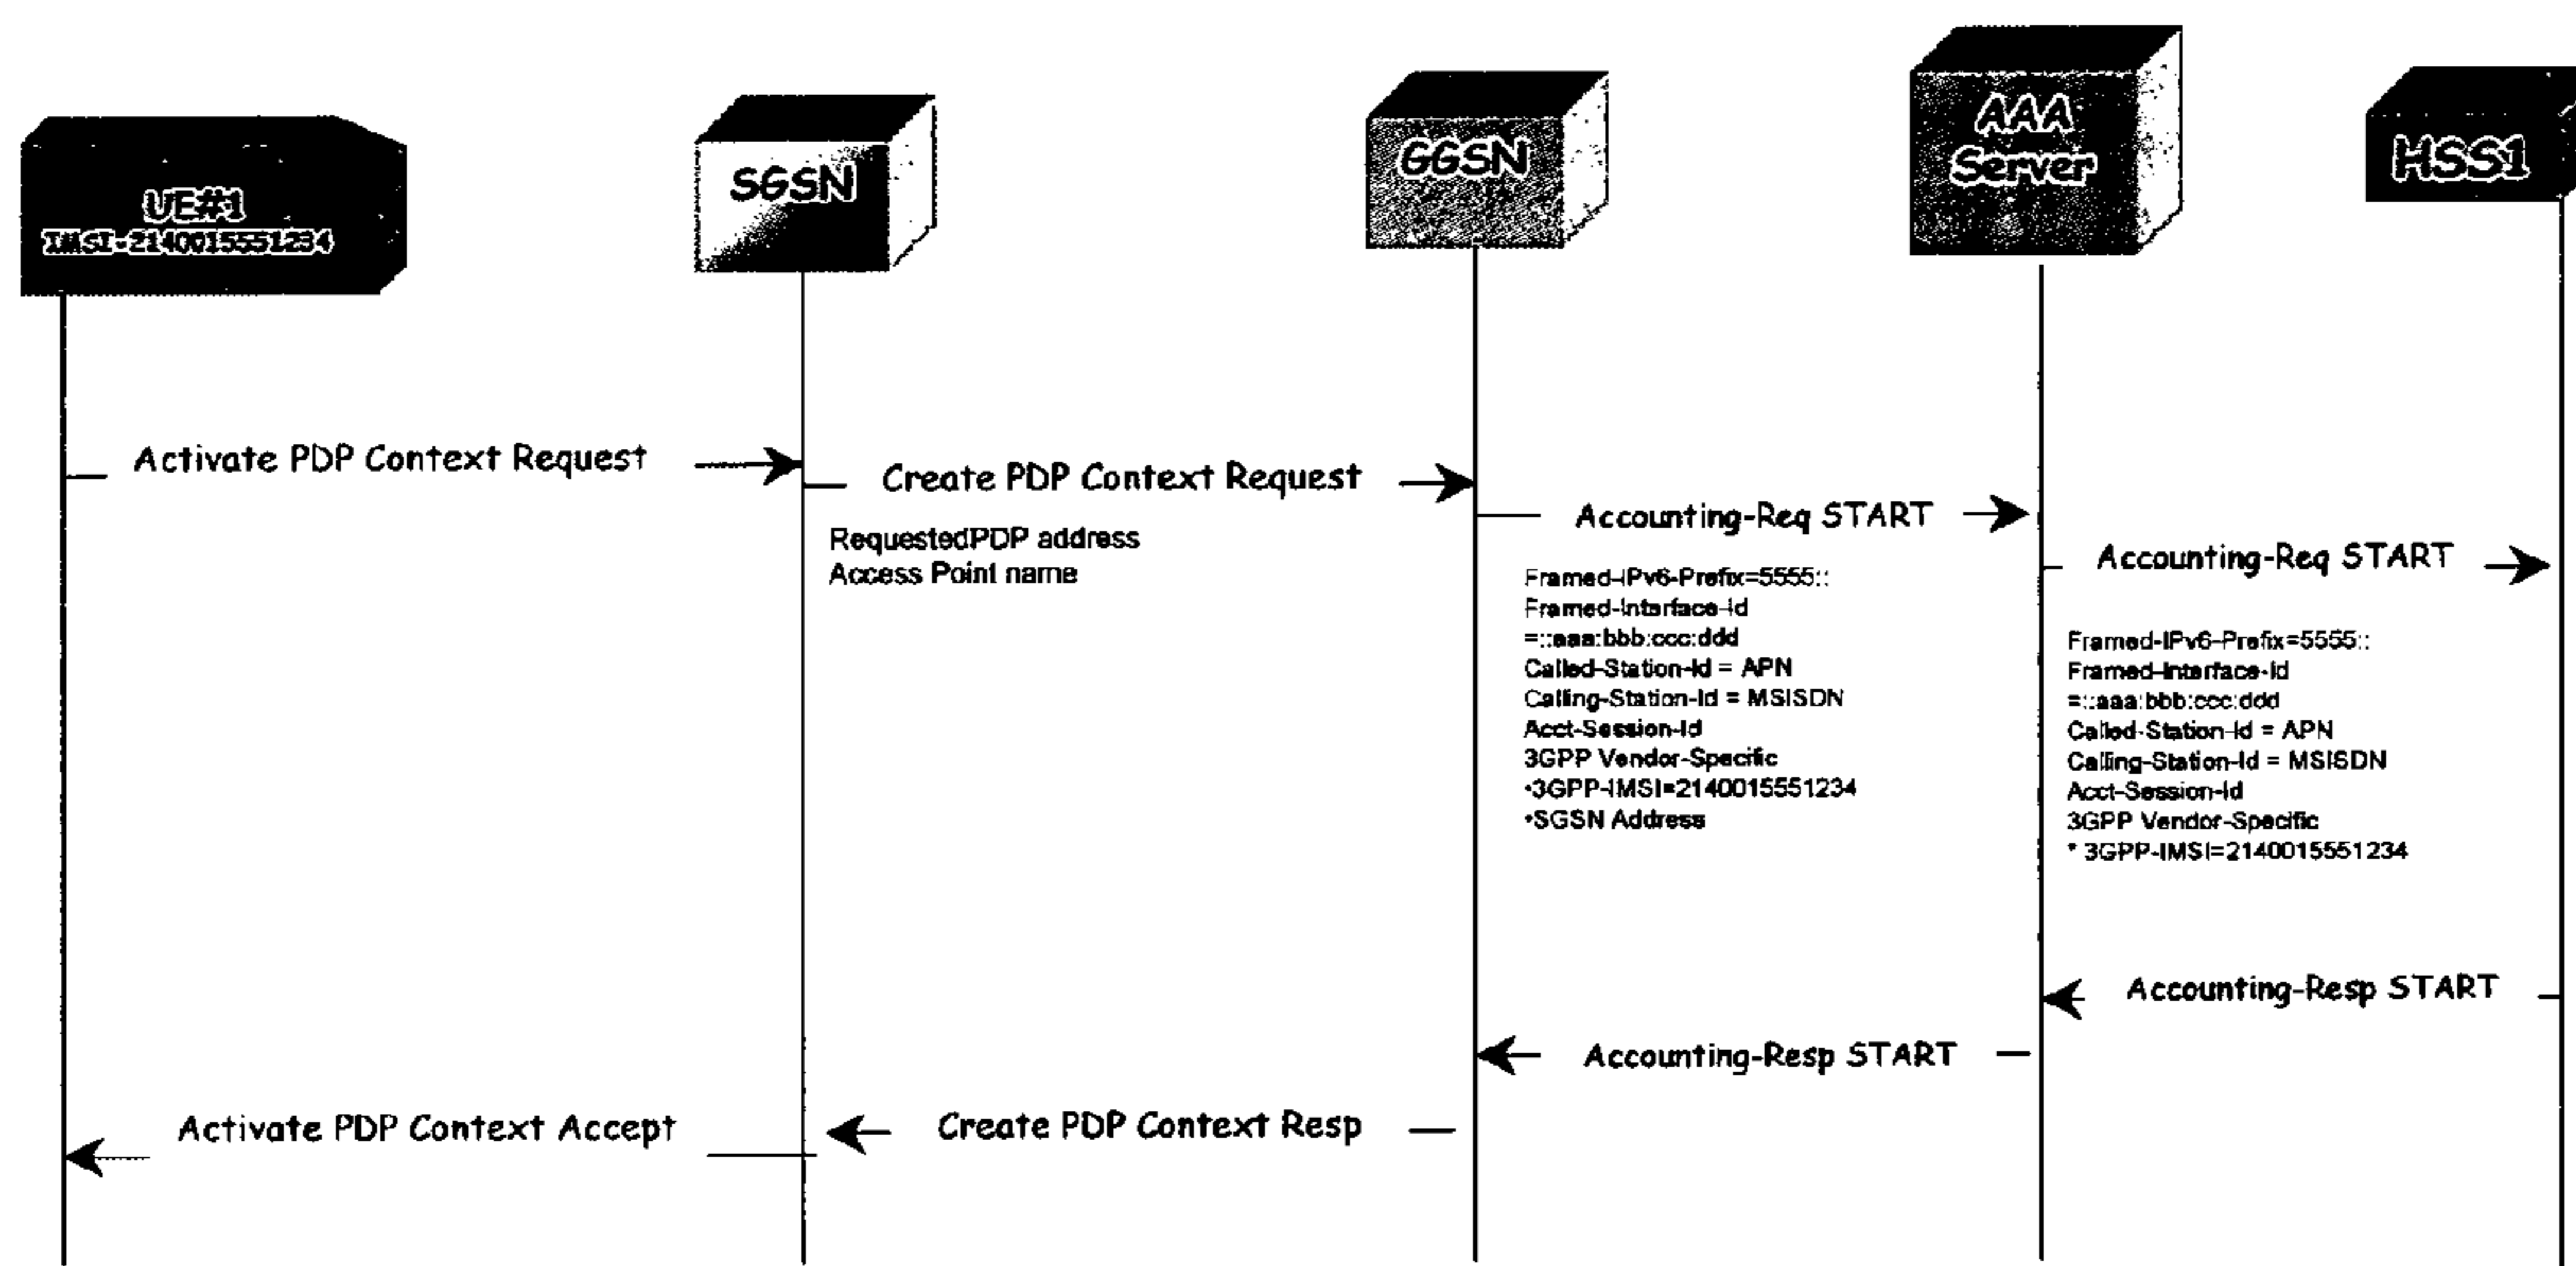 UE#1
IMSI=2140015551234
SGSN
GGSN
AAA
Server
HSS1
Activate PDP Context Request
Create PDP Context Request
RequestedPDP address
Access Point name
Accounting-Req START
Framed-IPv6-Prefix=5555::
Framed-Interface-Id
=::aaa:bbb:ccc:ddd
Called-Station-Id = APN
Calling-Station-Id = MSISDN
Acct-Session-Id
3GPP Vendor-Specific
•3GPP-IMSI=2140015551234
•SGSN Address
Accounting-Req START
Framed-IPv6-Prefix=5555::
Framed-Interface-Id
=::aaa:bbb:ccc:ddd
Called-Station-Id = APN
Calling-Station-Id = MSISDN
Acct-Session-Id
3GPP Vendor-Specific
* 3GPP-IMSI=2140015551234
Accounting-Resp START
Accounting-Resp START
Create PDP Context Resp
Activate PDP Context Accept